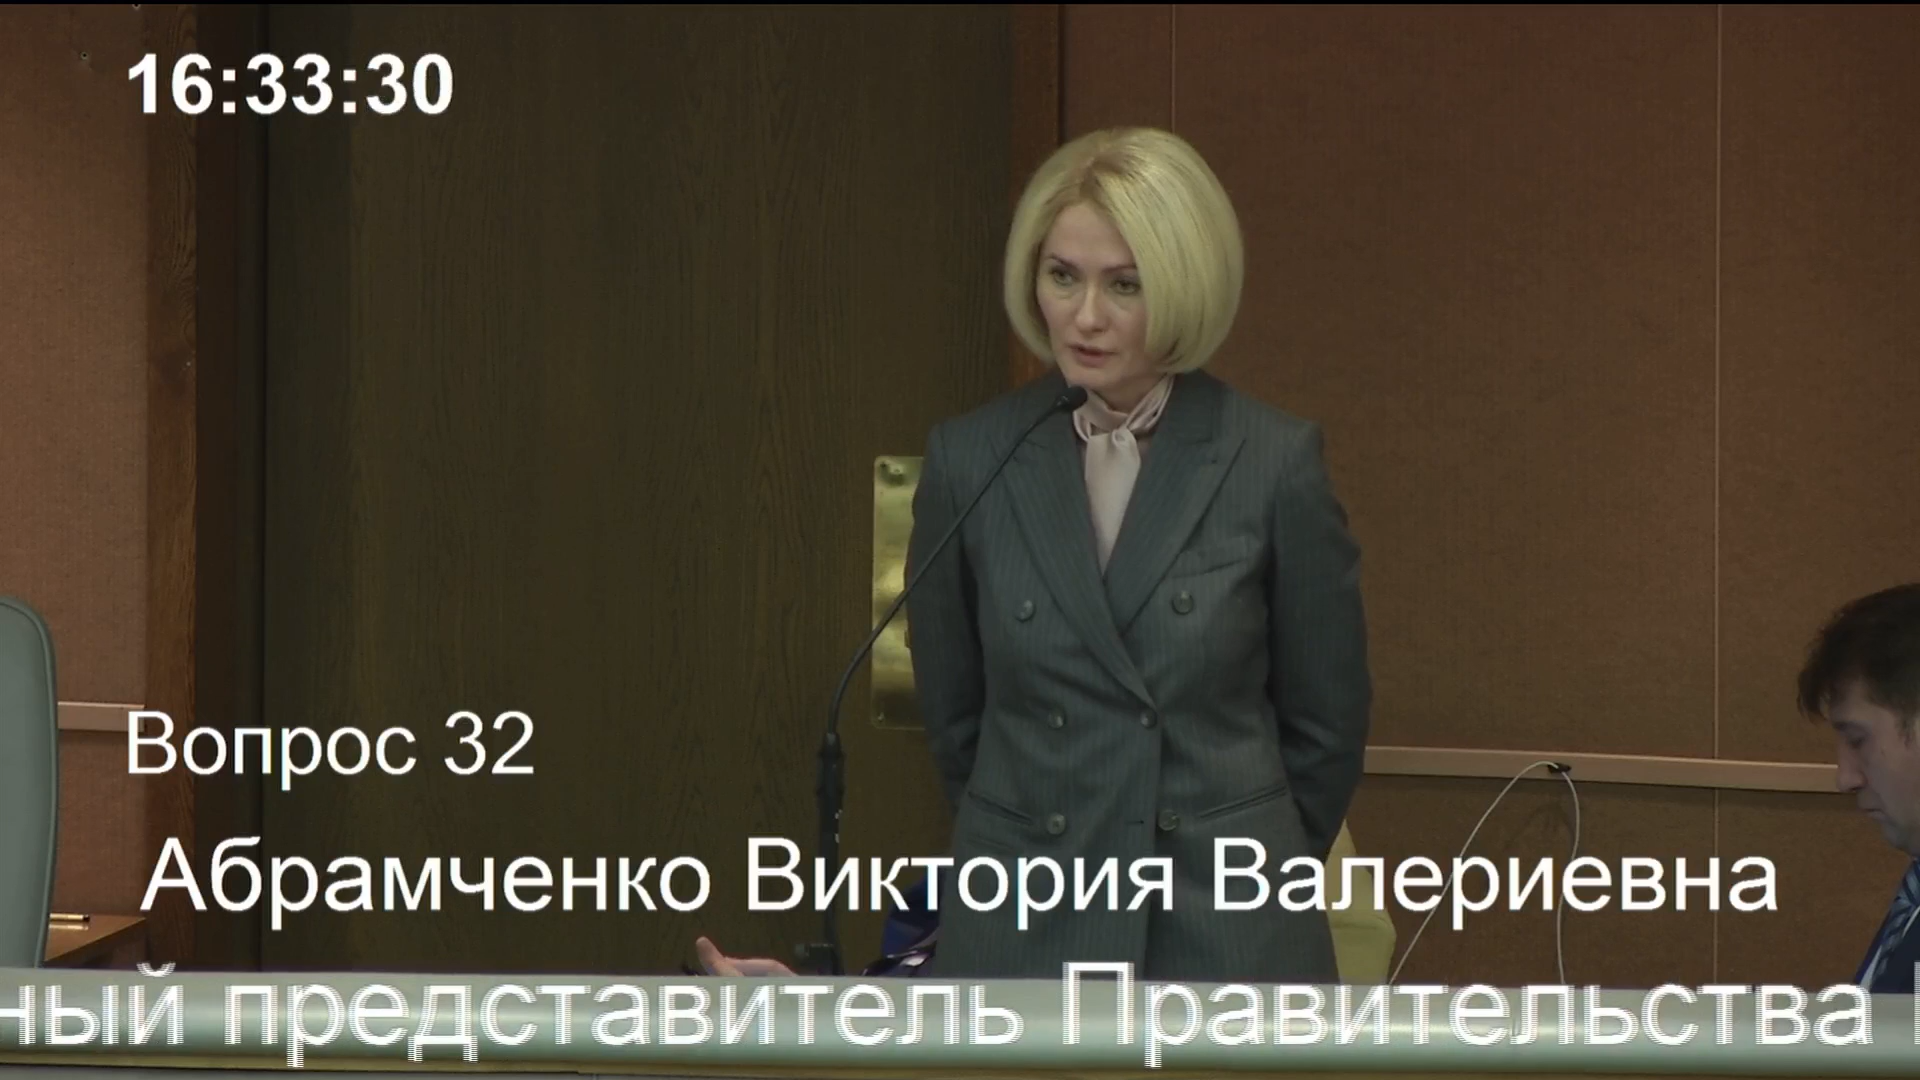 16:33:30
Вопрос 32
Абрамченко Виктория Валериевна
ный представитель Правительства